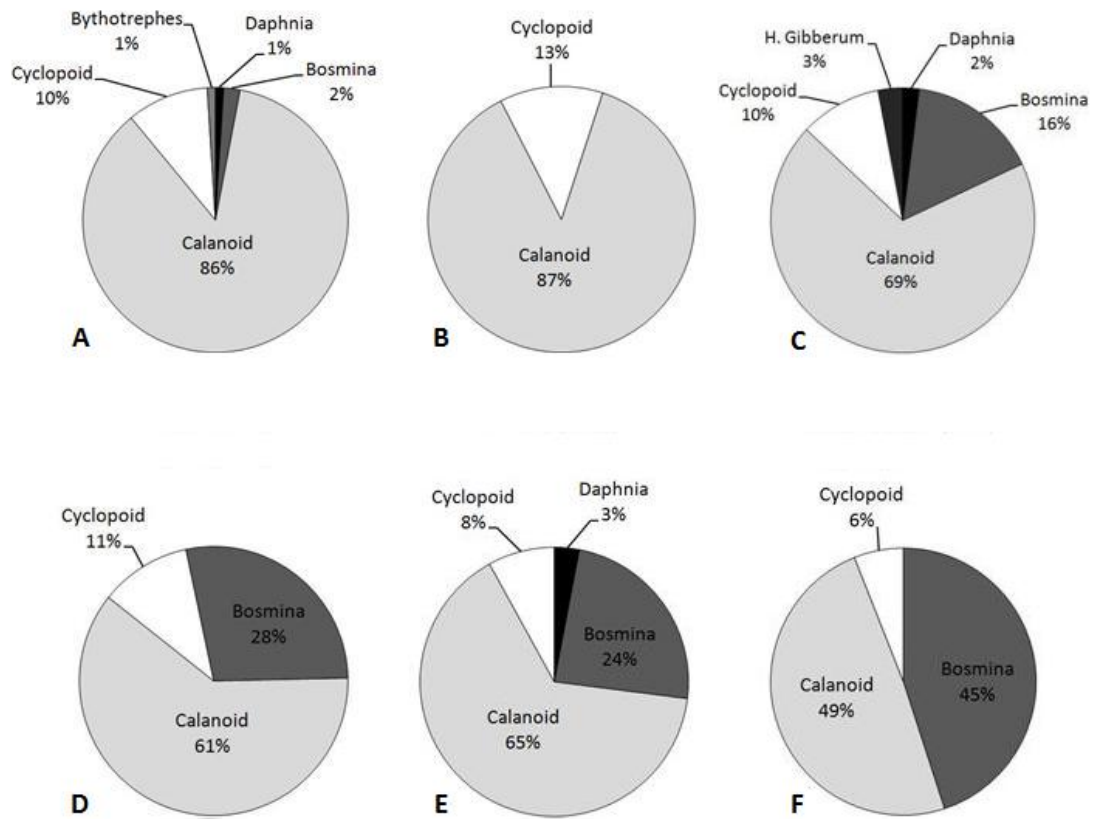 Bythotrephes
1%
Daphnia
1%
Bosmina
2%
Cyclopoid
10%
Calanoid
86%
A
Cyclopoid
13%
Calanoid
87%
B
H. Gibberum
3%
Daphnia
2%
Bosmina
16%
Cyclopoid
10%
Calanoid
69%
C
Cyclopoid
11%
Bosmina
28%
Calanoid
61%
D
Cyclopoid
8%
Daphnia
3%
Bosmina
24%
Calanoid
65%
E
Cyclopoid
6%
Bosmina
45%
Calanoid
49%
F